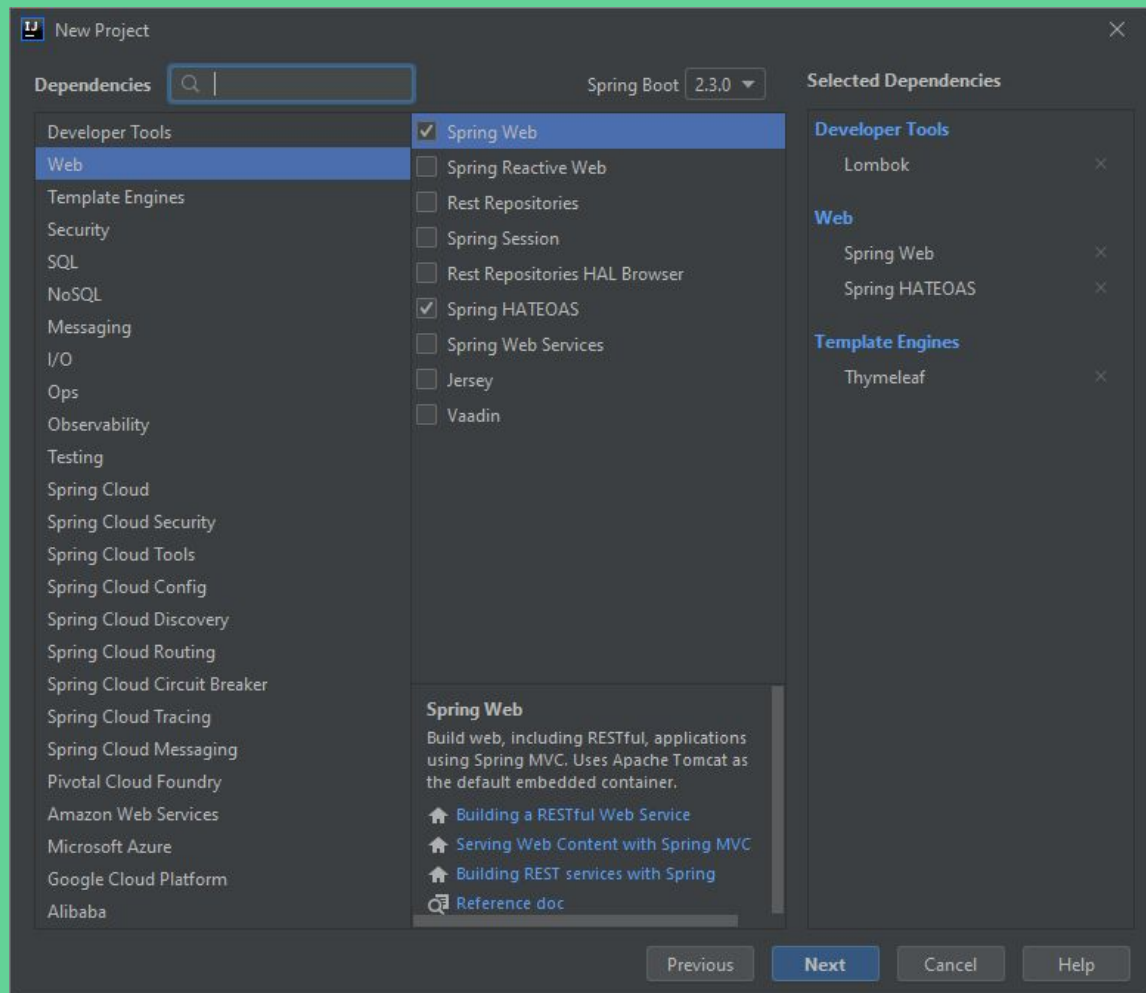 IJ New Project
Dependencies
Spring Boot 2.3.0
Selected Dependencies
Developer Tools
Web
Template Engines
Security
SQL
NoSQL
Messaging
I/O
Ops
Observability
Testing
Spring Cloud
Spring Cloud Security
Spring Cloud Tools
Spring Cloud Config
Spring Cloud Discovery
Spring Cloud Routing
Spring Cloud Circuit Breaker
Spring Cloud Tracing
Spring Cloud Messaging
Pivotal Cloud Foundry
Amazon Web Services
Microsoft Azure
Google Cloud Platform
Alibaba
Spring Web
Spring Reactive Web
Rest Repositories
Spring Session
Rest Repositories HAL Browser
Spring HATEOAS
Spring Web Services
Jersey
Vaadin
Spring Web
Build web, including RESTful, applications
using Spring MVC. Uses Apache Tomcat as
the default embedded container.
Building a RESTful Web Service
Serving Web Content with Spring MVC
Building REST services with Spring
Reference doc
Developer Tools
Lombok
Web
Spring Web
Spring HATEOAS
Template Engines
Thymeleaf
Previous
Next
Cancel
Help